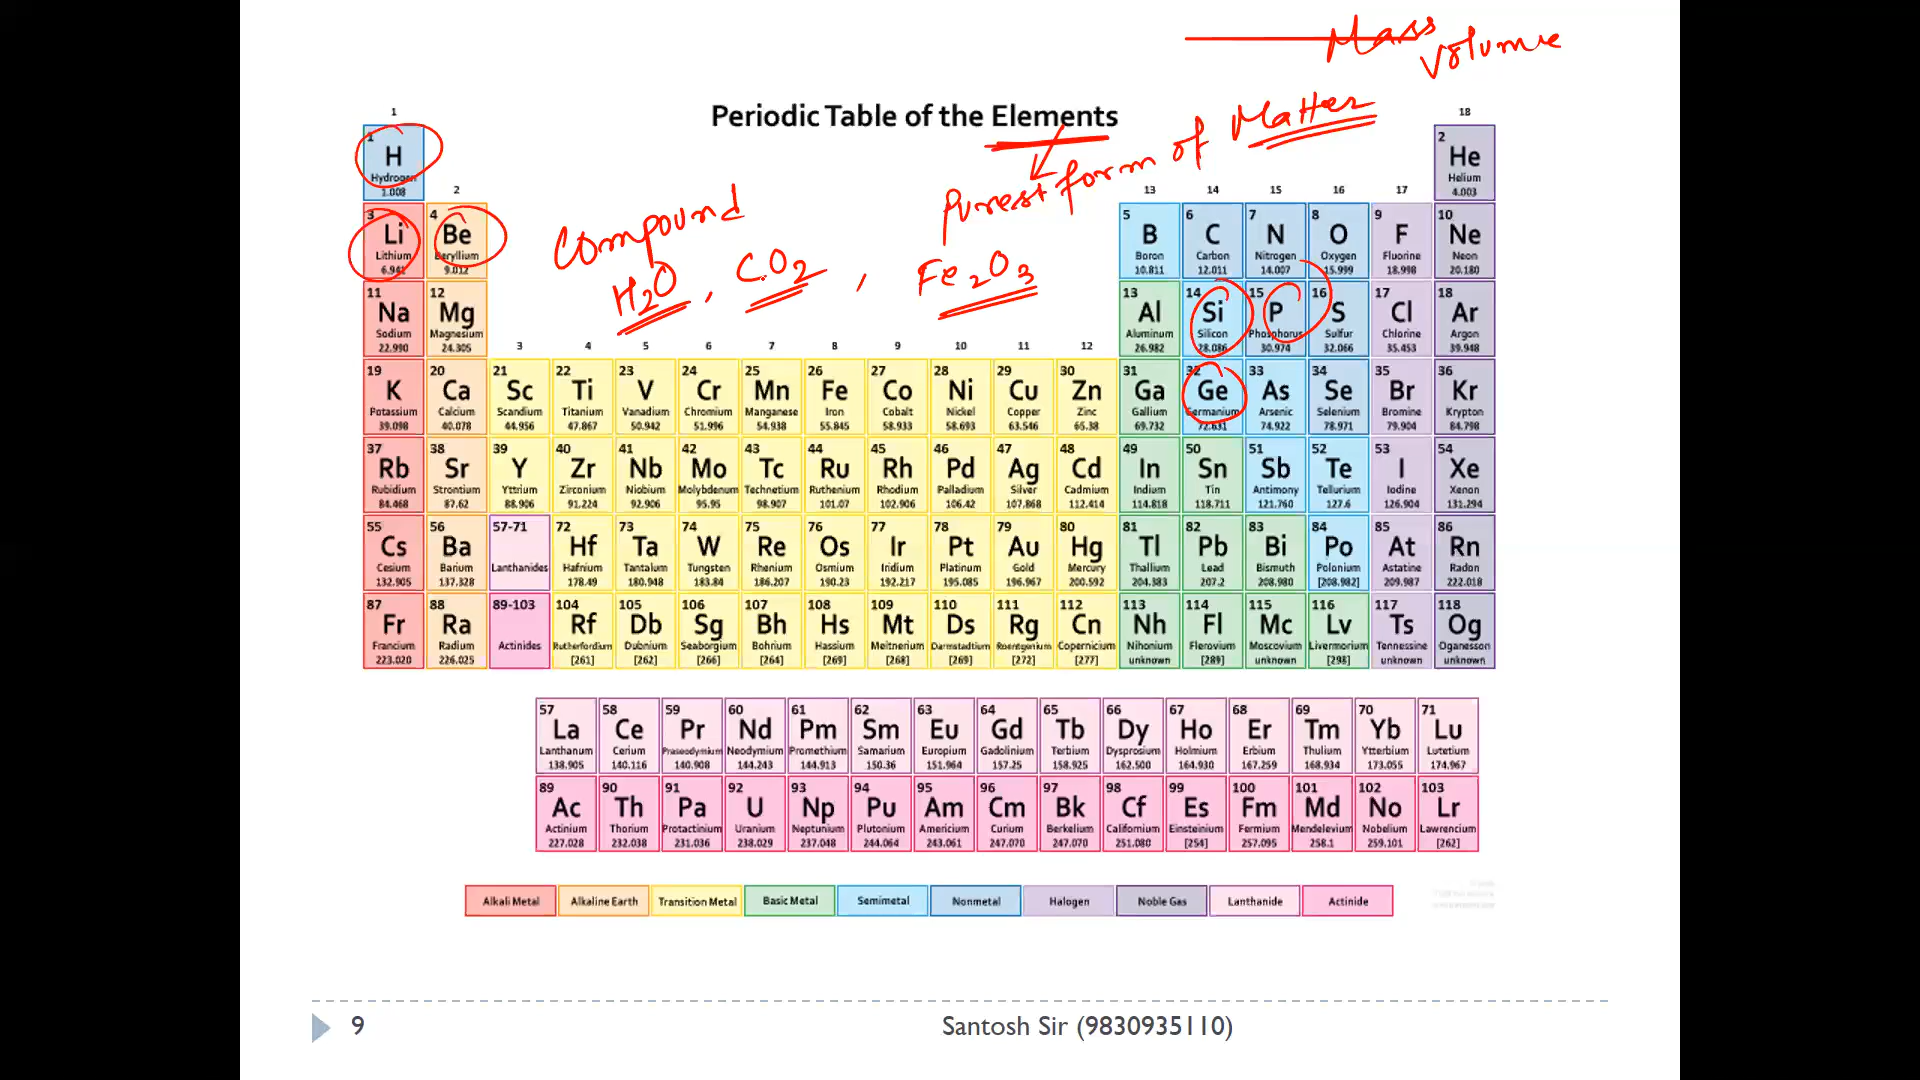 Mass
Volume
Periodic Table of the Elements
Purest form of Matter
Compound
H2O, CO2, Fe2O3
1 18
1 H Hydrogen 1.008 2 He Helium 4.003
2 13 14 15 16 17
3 Li Lithium 6.941 4 Be Beryllium 9.012 5 B Boron 10.811 6 C Carbon 12.011 7 N Nitrogen 14.007 8 O Oxygen 15.999 9 F Fluorine 18.998 10 Ne Neon 20.180
11 Na Sodium 22.990 12 Mg Magnesium 24.305 13 Al Aluminum 26.982 14 Si Silicon 28.086 15 P Phosphorus 30.974 16 S Sulfur 32.066 17 Cl Chlorine 35.453 18 Ar Argon 39.948
3 4 5 6 7 8 9 10 11 12
19 K Potassium 39.098 20 Ca Calcium 40.078 21 Sc Scandium 44.956 22 Ti Titanium 47.867 23 V Vanadium 50.942 24 Cr Chromium 51.996 25 Mn Manganese 54.938 26 Fe Iron 55.845 27 Co Cobalt 58.933 28 Ni Nickel 58.693 29 Cu Copper 63.546 30 Zn Zinc 65.38 31 Ga Gallium 69.732 32 Ge Germanium 72.631 33 As Arsenic 74.922 34 Se Selenium 78.971 35 Br Bromine 79.904 36 Kr Krypton 84.798
37 Rb Rubidium 84.468 38 Sr Strontium 87.62 39 Y Yttrium 88.906 40 Zr Zirconium 91.224 41 Nb Niobium 92.906 42 Mo Molybdenum 95.95 43 Tc Technetium 98.907 44 Ru Ruthenium 101.07 45 Rh Rhodium 102.906 46 Pd Palladium 106.42 47 Ag Silver 107.868 48 Cd Cadmium 112.414 49 In Indium 114.818 50 Sn Tin 118.711 51 Sb Antimony 121.760 52 Te Tellurium 127.6 53 I Iodine 126.904 54 Xe Xenon 131.294
55 Cs Cesium 132.905 56 Ba Barium 137.328 57-71 Lanthanides 72 Hf Hafnium 178.49 73 Ta Tantalum 180.948 74 W Tungsten 183.84 75 Re Rhenium 186.207 76 Os Osmium 190.23 77 Ir Iridium 192.217 78 Pt Platinum 195.085 79 Au Gold 196.967 80 Hg Mercury 200.592 81 Tl Thallium 204.383 82 Pb Lead 207.2 83 Bi Bismuth 208.980 84 Po Polonium [208.982] 85 At Astatine 209.987 86 Rn Radon 222.018
87 Fr Francium 223.020 88 Ra Radium 226.025 89-103 Actinides 104 Rf Rutherfordium [261] 105 Db Dubnium [262] 106 Sg Seaborgium [266] 107 Bh Bohrium [264] 108 Hs Hassium [269] 109 Mt Meitnerium [268] 110 Ds Darmstadtium [269] 111 Rg Roentgenium [272] 112 Cn Copernicium [277] 113 Nh Nihonium unknown 114 Fl Flerovium [289] 115 Mc Moscovium unknown 116 Lv Livermorium [298] 117 Ts Tennessine unknown 118 Og Oganesson unknown
57 La Lanthanum 138.905 58 Ce Cerium 140.116 59 Pr Praseodymium 140.908 60 Nd Neodymium 144.243 61 Pm Promethium 144.913 62 Sm Samarium 150.36 63 Eu Europium 151.964 64 Gd Gadolinium 157.25 65 Tb Terbium 158.925 66 Dy Dysprosium 162.500 67 Ho Holmium 164.930 68 Er Erbium 167.259 69 Tm Thulium 168.934 70 Yb Ytterbium 173.055 71 Lu Lutetium 174.967
89 Ac Actinium 227.028 90 Th Thorium 232.038 91 Pa Protactinium 231.036 92 U Uranium 238.029 93 Np Neptunium 237.048 94 Pu Plutonium 244.064 95 Am Americium 243.061 96 Cm Curium 247.070 97 Bk Berkelium 247.070 98 Cf Californium 251.080 99 Es Einsteinium [254] 100 Fm Fermium 257.095 101 Md Mendelevium 258.1 102 No Nobelium 259.101 103 Lr Lawrencium [262]
Alkali Metal Alkaline Earth Transition Metal Basic Metal Semimetal Nonmetal Halogen Noble Gas Lanthanide Actinide
9 Santosh Sir (9830935110)